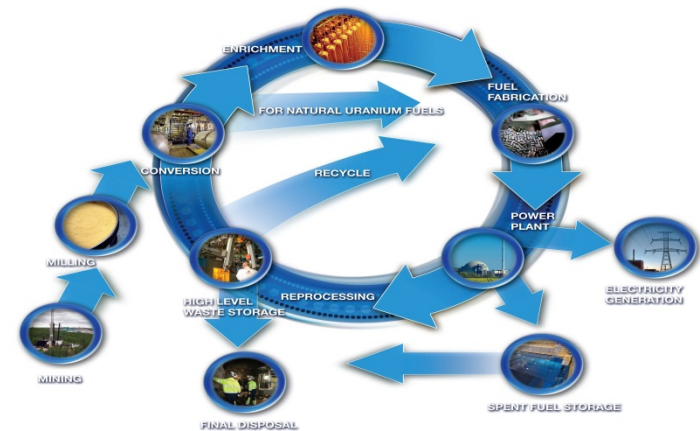 ENRICHMENT
FUEL
FABRICATION
FOR NATURAL URANIUM FUELS
CONVERSION
RECYCLE
POWER
PLANT
MILLING
ELECTRICITY
GENERATION
HIGH LEVEL
WASTE STORAGE
REPROCESSING
MINING
SPENT FUEL STORAGE
FINAL DISPOSAL